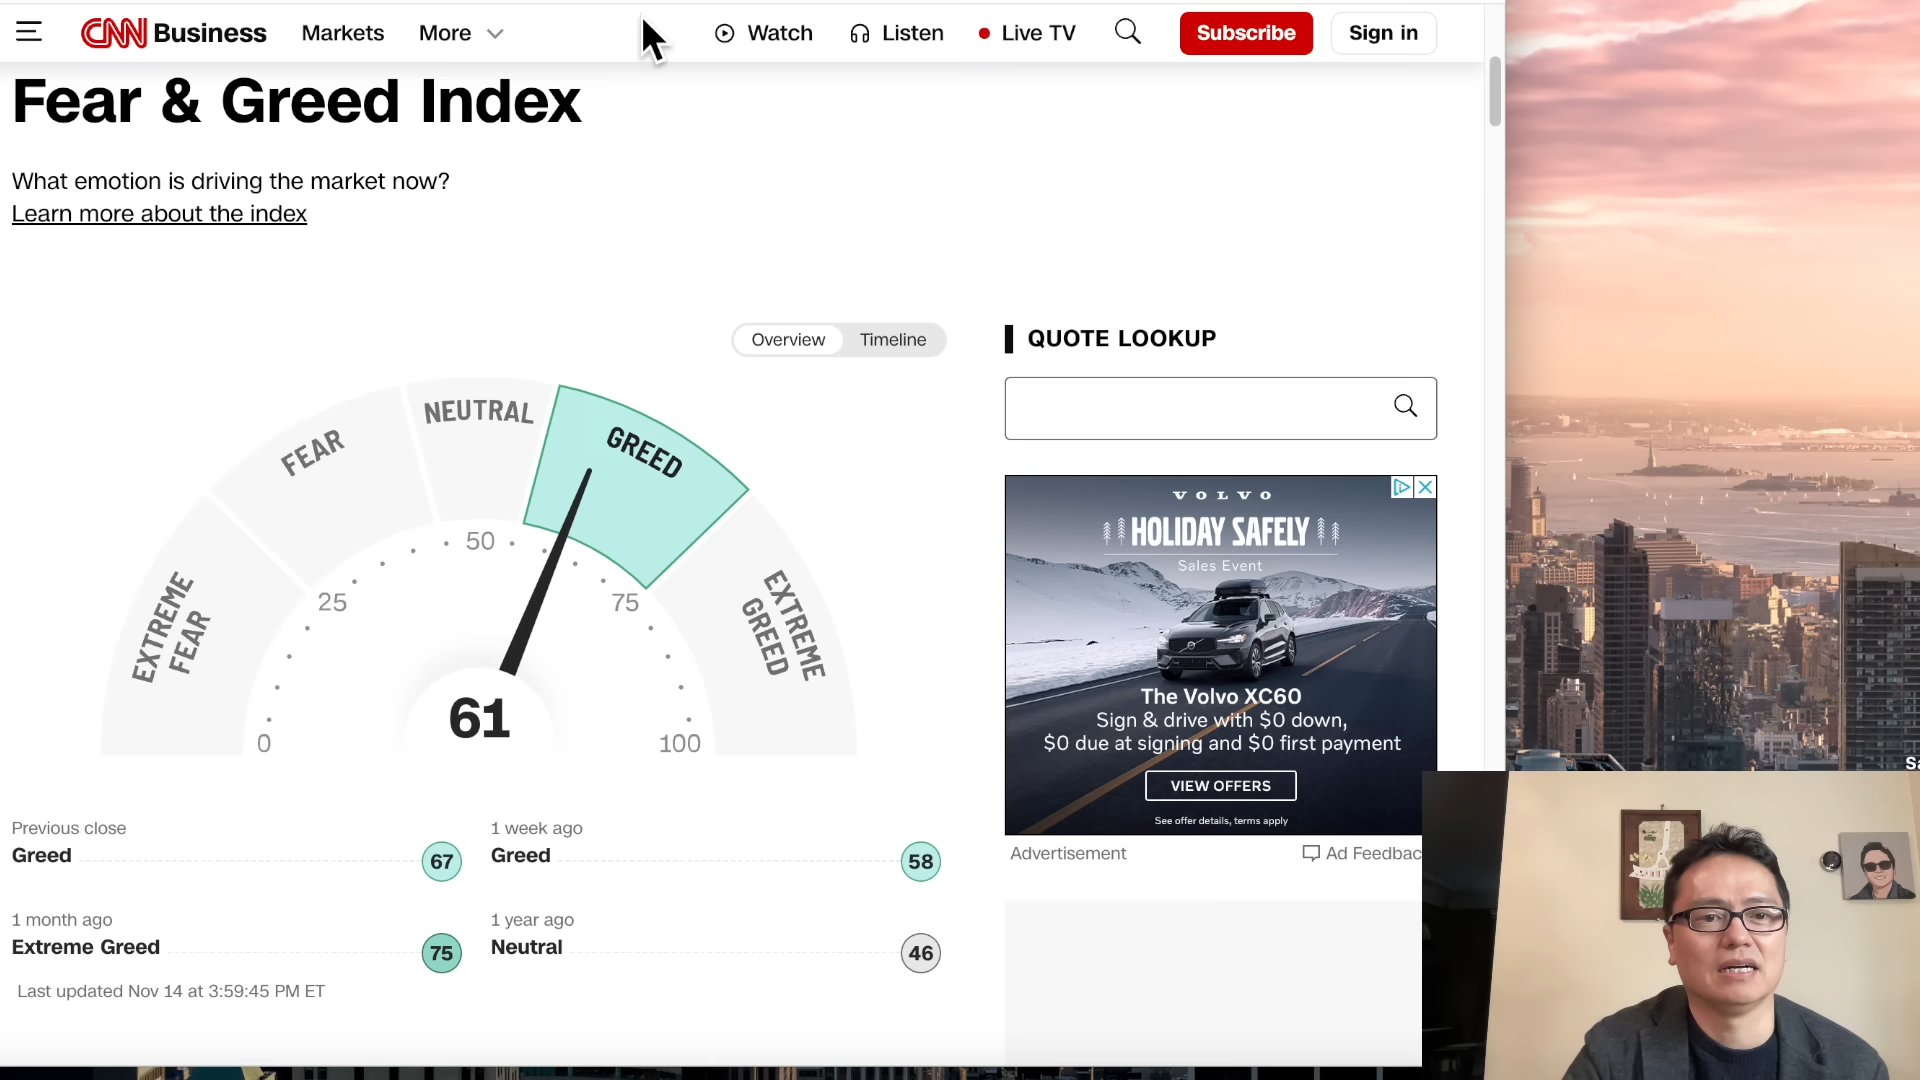 CNN Business Markets More Watch Listen Live TV Subscribe Sign in
Fear & Greed Index
What emotion is driving the market now?
Learn more about the index
Overview Timeline
EXTREME FEAR
FEAR
NEUTRAL
GREED
EXTREME GREED
0
25
50
75
100
61
Previous close
Greed 67
1 week ago
Greed 58
1 month ago
Extreme Greed 75
1 year ago
Neutral 46
Last updated Nov 14 at 3:59:45 PM ET
QUOTE LOOKUP
VOLVO
HOLIDAY SAFELY
Sales Event
The Volvo XC60
Sign & drive with $0 down,
$0 due at signing and $0 first payment
VIEW OFFERS
See offer details, terms apply
Advertisement
Ad Feedbac